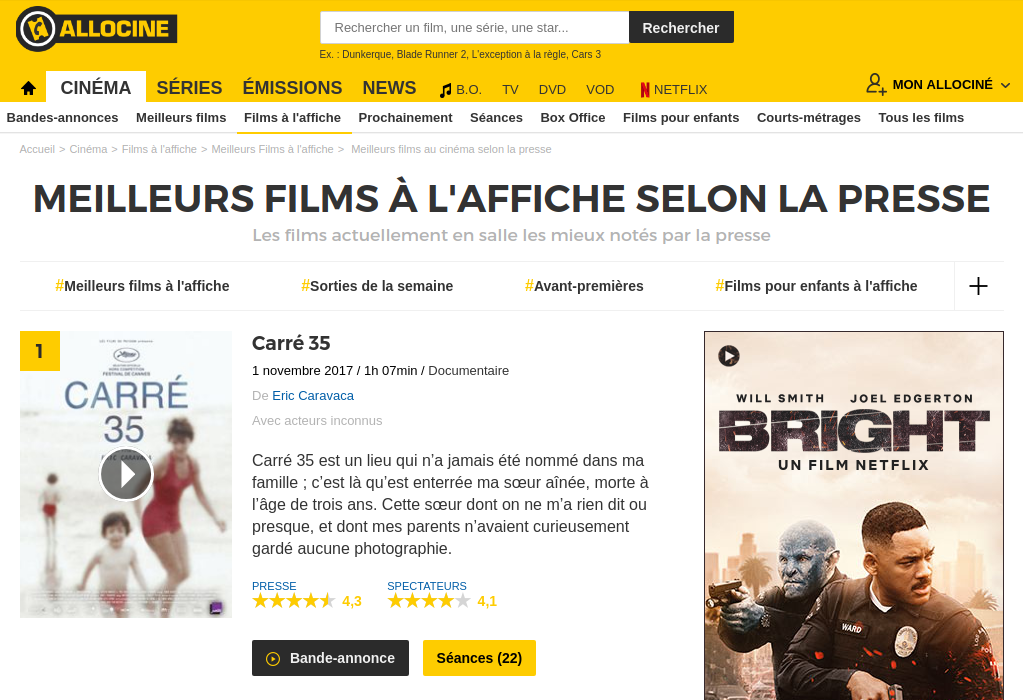 ALLOCINE
Rechercher un film, une série, une star...
Rechercher
Ex. : Dunkerque, Blade Runner 2, L'exception à la règle, Cars 3
CINÉMA SÉRIES ÉMISSIONS NEWS B.O. TV DVD VOD NETFLIX
MON ALLOCINÉ
Bandes-annonces Meilleurs films Films à l'affiche Prochainement Séances Box Office Films pour enfants Courts-métrages Tous les films
Accueil > Cinéma > Films à l'affiche > Meilleurs Films à l'affiche > Meilleurs films au cinéma selon la presse
MEILLEURS FILMS À L'AFFICHE SELON LA PRESSE
Les films actuellement en salle les mieux notés par la presse
#Meilleurs films à l'affiche #Sorties de la semaine #Avant-premières #Films pour enfants à l'affiche
1
CARRÉ
35
Carré 35
1 novembre 2017 / 1h 07min / Documentaire
De Eric Caravaca
Avec acteurs inconnus
Carré 35 est un lieu qui n’a jamais été nommé dans ma
famille ; c’est là qu’est enterrée ma sœur aînée, morte à
l’âge de trois ans. Cette sœur dont on ne m’a rien dit ou
presque, et dont mes parents n’avaient curieusement
gardé aucune photographie.
PRESSE
4,3
SPECTATEURS
4,1
Bande-annonce
Séances (22)
WILL SMITH JOEL EDGERTON
BRIGHT
UN FILM NETFLIX
WARD